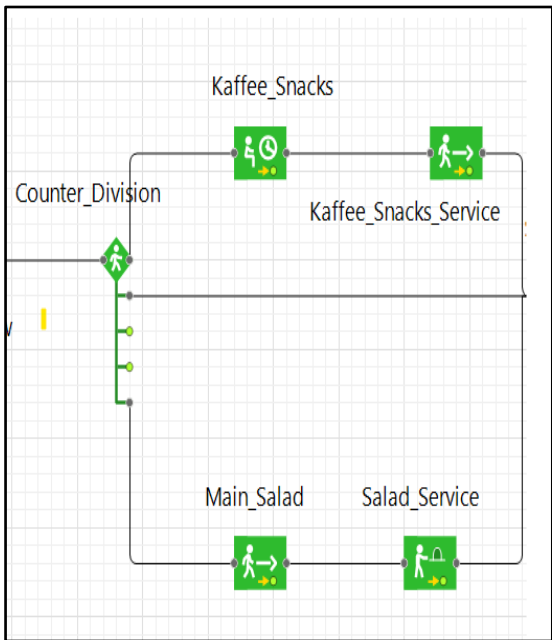 Kaffee_Snacks
Counter_Division
Kaffee_Snacks_Service
Main_Salad
Salad_Service